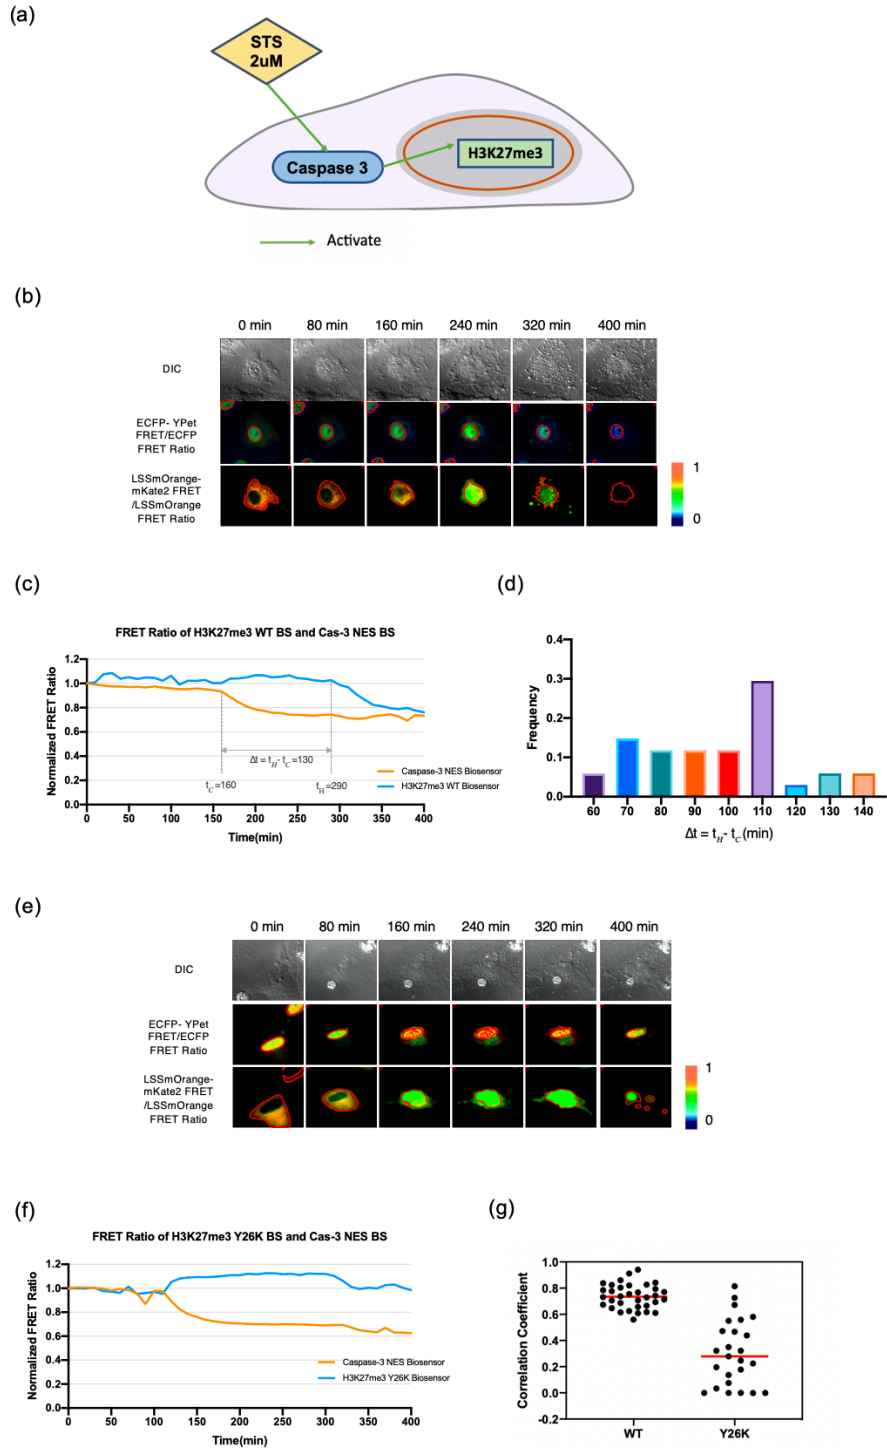 (a)
STS
2uM
Caspase 3
H3K27me3
Activate
(b)
0 min 80 min 160 min 240 min 320 min 400 min
DIC
ECFP- YPet
FRET/ECFP
FRET Ratio
LSSmOrange-
mKate2 FRET
/LSSmOrange
FRET Ratio
1
0
(c)
FRET Ratio of H3K27me3 WT BS and Cas-3 NES BS
Normalized FRET Ratio
1.2
1.0
0.8
0.6
0.4
0.2
0.0
Δt = tH- tC =130
tC=160
tH=290
Caspase-3 NES Biosensor
H3K27me3 WT Biosensor
0 50 100 150 200 250 300 350 400
Time(min)
(d)
Frequency
0.4
0.3
0.2
0.1
0.0
60 70 80 90 100 110 120 130 140
Δt = tH- tC (min)
(e)
0 min 80 min 160 min 240 min 320 min 400 min
DIC
ECFP- YPet
FRET/ECFP
FRET Ratio
LSSmOrange-
mKate2 FRET
/LSSmOrange
FRET Ratio
1
0
(f)
FRET Ratio of H3K27me3 Y26K BS and Cas-3 NES BS
Normalized FRET Ratio
1.2
1.0
0.8
0.6
0.4
0.2
0.0
Caspase-3 NES Biosensor
H3K27me3 Y26K Biosensor
0 50 100 150 200 250 300 350 400
Time(min)
(g)
Correlation Coefficient
1.0
0.8
0.6
0.4
0.2
0.0
-0.2
WT Y26K